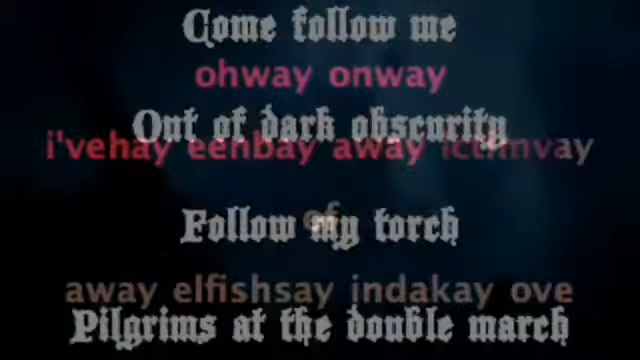 Come follow me
ohway onway
Out of dark obscurity
i'vehay eenbay away ictimvay
of
Follow my torch
away elfishsay indakay ove
Pilgrims at the double march